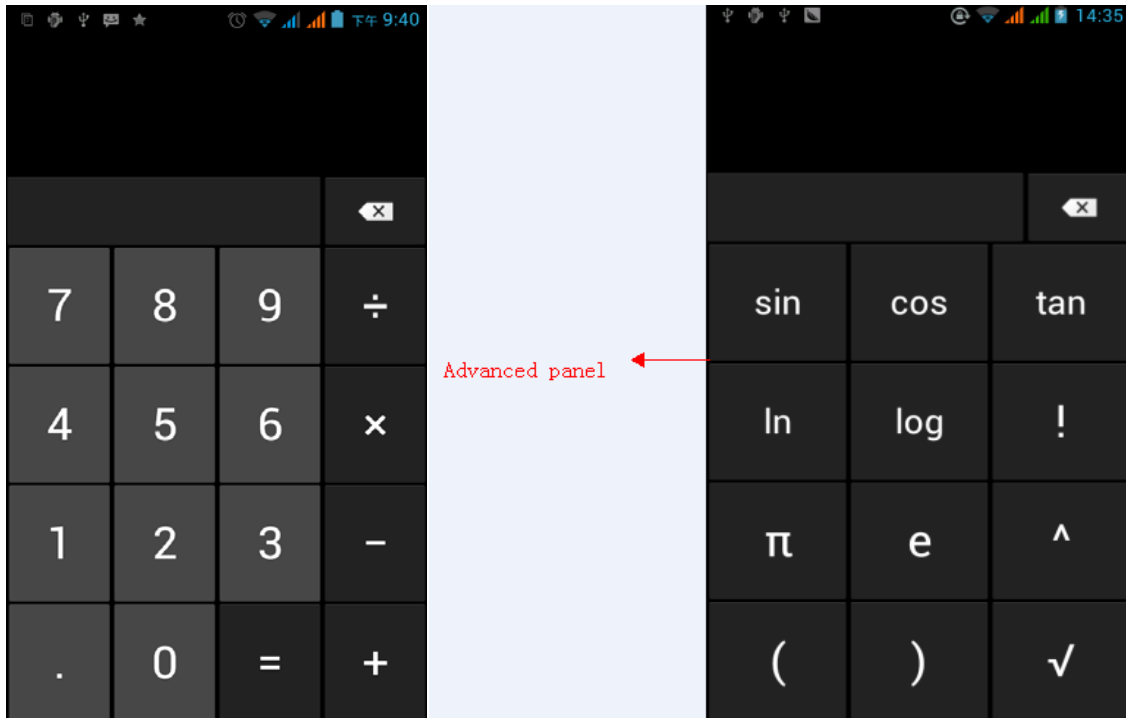 下午 9:40
7 8 9 ÷
4 5 6 ×
1 2 3 −
. 0 = +
Advanced panel
14:35
sin cos tan
ln log !
π e ^
( ) √